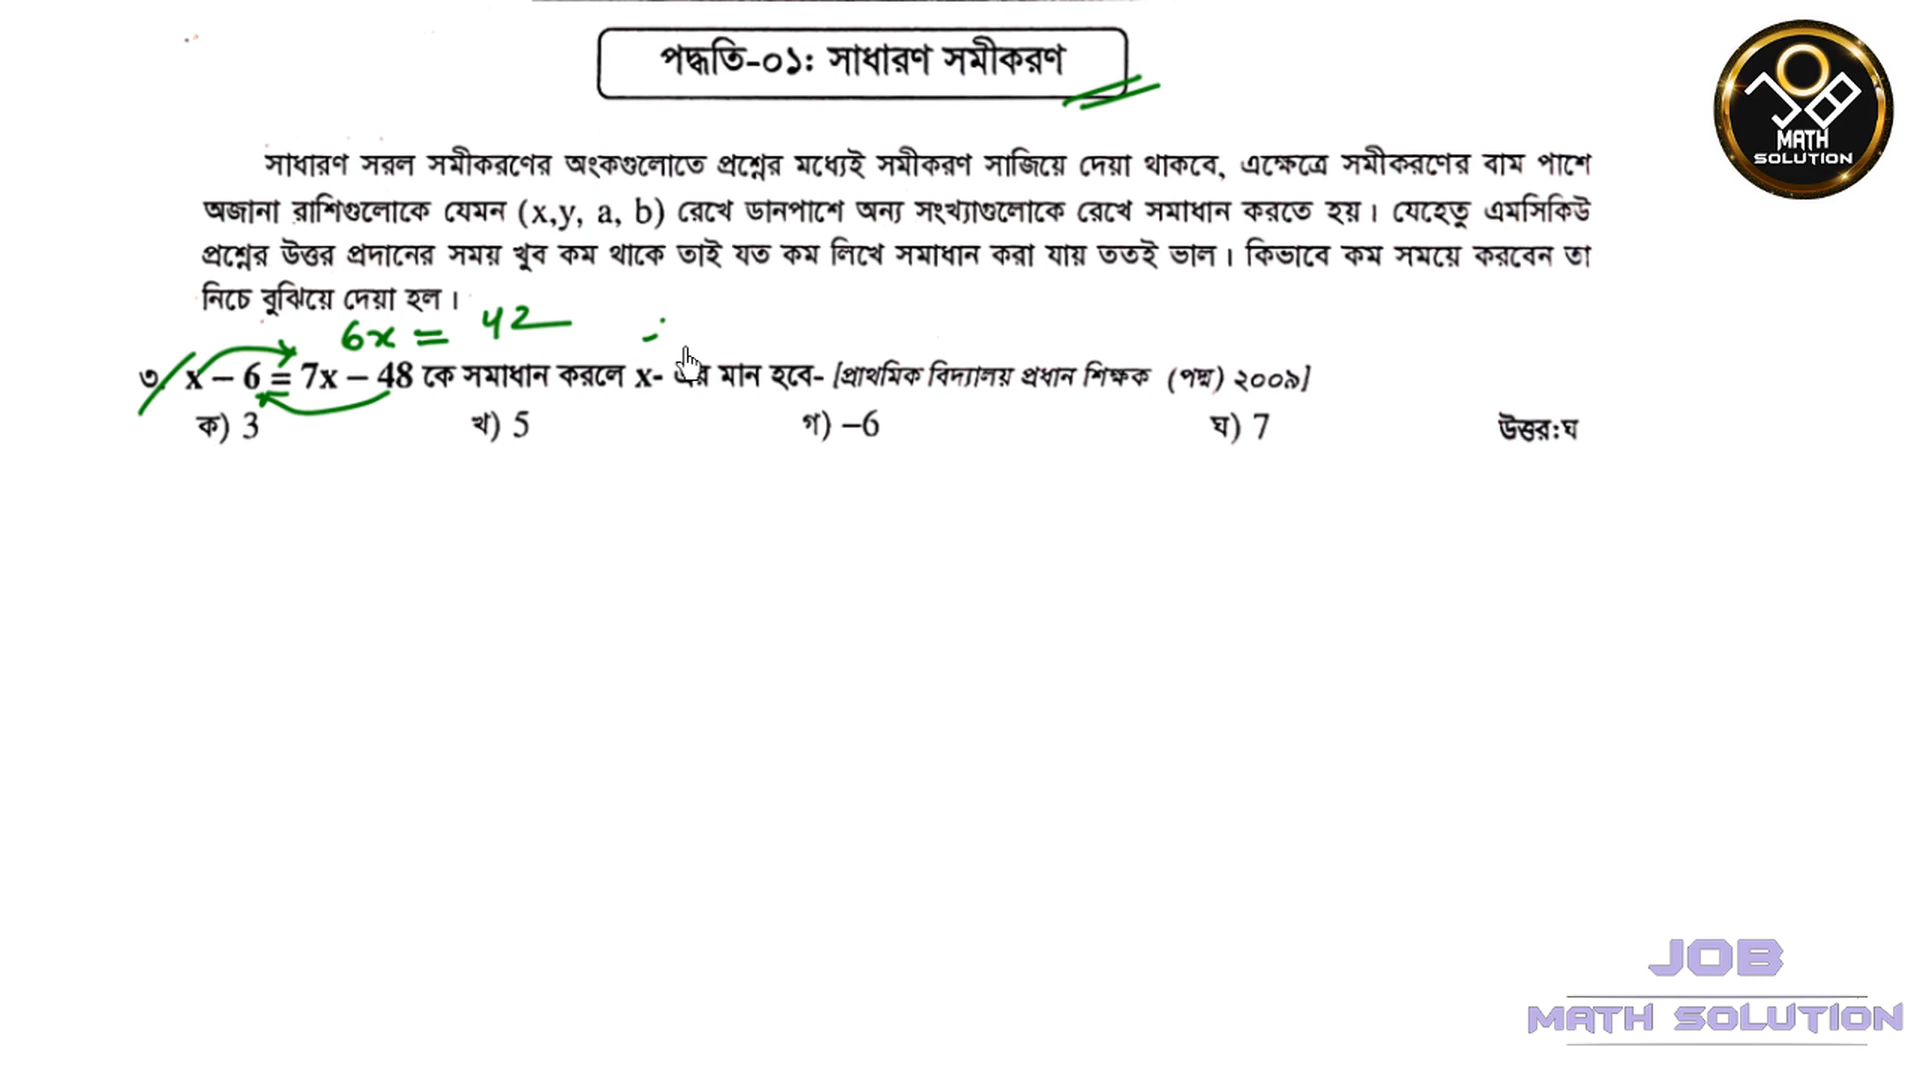 পদ্ধতি-০১: সাধারণ সমীকরণ
JOB
MATH
SOLUTION
সাধারণ সরল সমীকরণের অংকগুলোতে প্রশ্নের মধ্যেই সমীকরণ সাজিয়ে দেয়া থাকবে, এক্ষেত্রে সমীকরণের বাম পাশে
অজানা রাশিগুলোকে যেমন (x,y, a, b) রেখে ডানপাশে অন্য সংখ্যাগুলোকে রেখে সমাধান করতে হয়। যেহেতু এমসিকিউ
প্রশ্নের উত্তর প্রদানের সময় খুব কম থাকে তাই যত কম লিখে সমাধান করা যায় ততই ভাল। কিভাবে কম সময়ে করবেন তা
নিচে বুঝিয়ে দেয়া হল।
6x = 42
৩. x – 6 = 7x – 48 কে সমাধান করলে x- এর মান হবে- [প্রাথমিক বিদ্যালয় প্রধান শিক্ষক (পদ্ম) ২০০৯]
ক) 3 খ) 5 গ) –6 ঘ) 7 উত্তর:ঘ
JOB
MATH SOLUTION